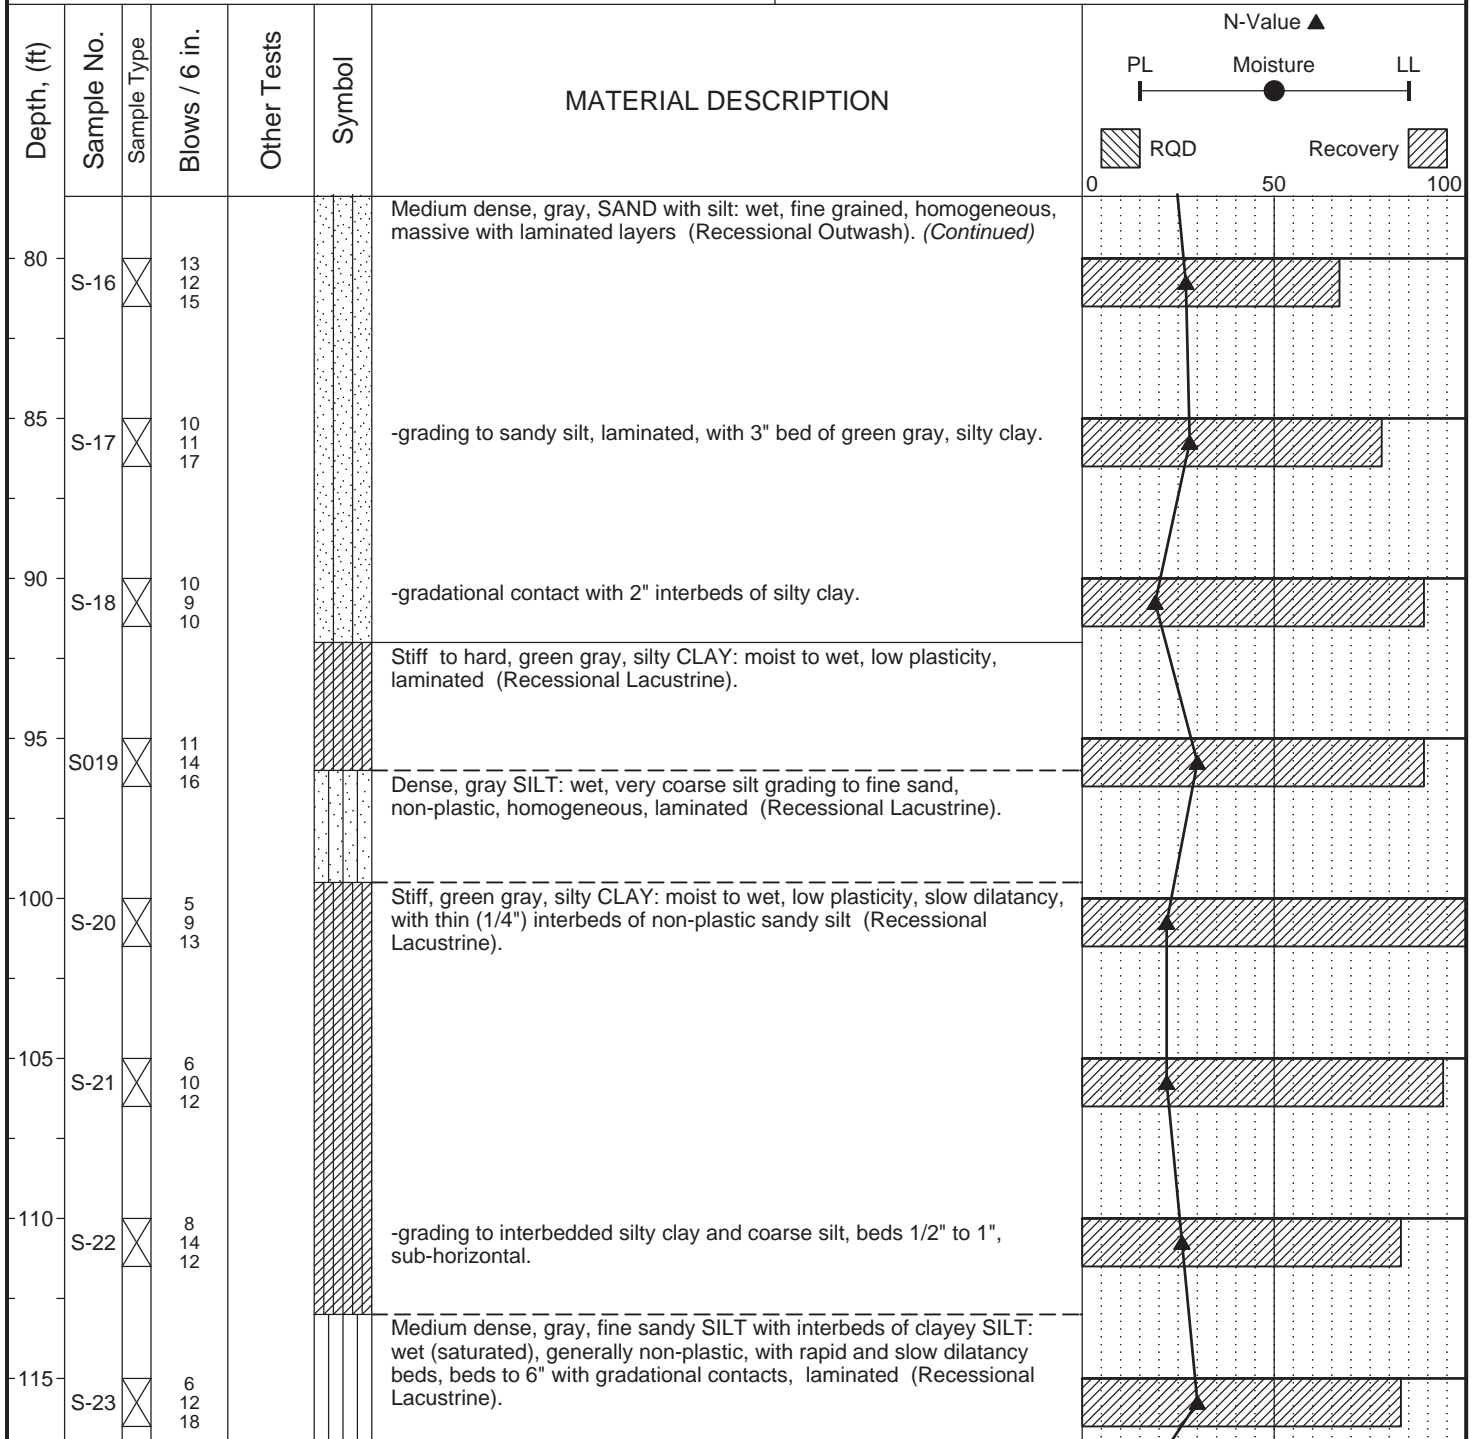 Depth, (ft)
Sample No.
Sample Type
Blows / 6 in.
Other Tests
Symbol
MATERIAL DESCRIPTION
N-Value
PL Moisture LL
RQD Recovery
0 50 100
Medium dense, gray, SAND with silt: wet, fine grained, homogeneous,
massive with laminated layers (Recessional Outwash). (Continued)
80
S-16
13
12
15
85
S-17
10
11
17
-grading to sandy silt, laminated, with 3" bed of green gray, silty clay.
90
S-18
10
9
10
-gradational contact with 2" interbeds of silty clay.
Stiff to hard, green gray, silty CLAY: moist to wet, low plasticity,
laminated (Recessional Lacustrine).
95
S019
11
14
16
Dense, gray SILT: wet, very coarse silt grading to fine sand,
non-plastic, homogeneous, laminated (Recessional Lacustrine).
100
S-20
5
9
13
Stiff, green gray, silty CLAY: moist to wet, low plasticity, slow dilatancy,
with thin (1/4") interbeds of non-plastic sandy silt (Recessional
Lacustrine).
105
S-21
6
10
12
110
S-22
8
14
12
-grading to interbedded silty clay and coarse silt, beds 1/2" to 1",
sub-horizontal.
Medium dense, gray, fine sandy SILT with interbeds of clayey SILT:
wet (saturated), generally non-plastic, with rapid and slow dilatancy
beds, beds to 6" with gradational contacts, laminated (Recessional
Lacustrine).
115
S-23
6
12
18